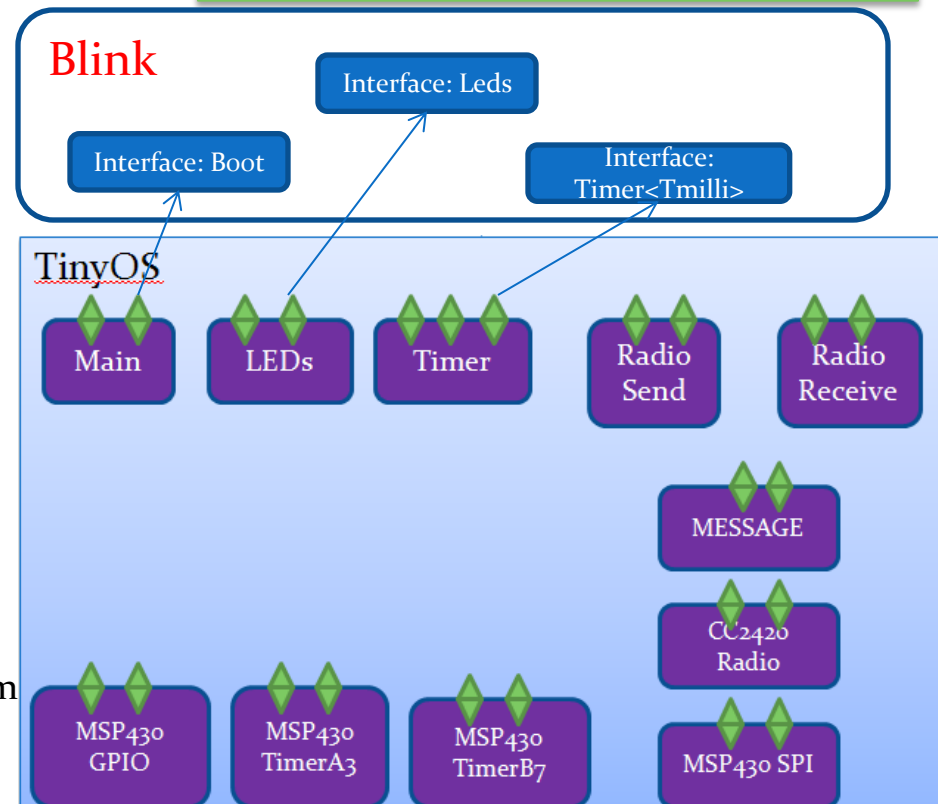 Blink
Interface: Leds
Interface: Boot
Interface:
Timer<Tmilli>
TinyOS
Main
LEDs
Timer
Radio
Send
Radio
Receive
MESSAGE
CC2420
Radio
m
MSP430
GPIO
MSP430
TimerA3
MSP430
TimerB7
MSP430 SPI